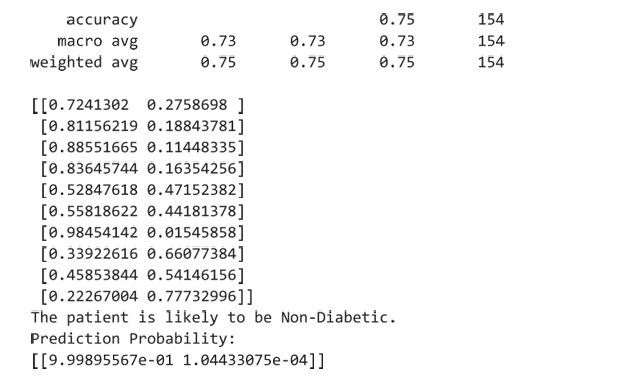 accuracy 0.75 154
macro avg 0.73 0.73 0.73 154
weighted avg 0.75 0.75 0.75 154
[[0.7241302 0.2758698 ]
[0.81156219 0.18843781]
[0.88551665 0.11448335]
[0.83645744 0.16354256]
[0.52847618 0.47152382]
[0.55818622 0.44181378]
[0.98454142 0.01545858]
[0.33922616 0.66077384]
[0.45853844 0.54146156]
[0.22267004 0.77732996]]
The patient is likely to be Non-Diabetic.
Prediction Probability:
[[9.99895567e-01 1.04433075e-04]]